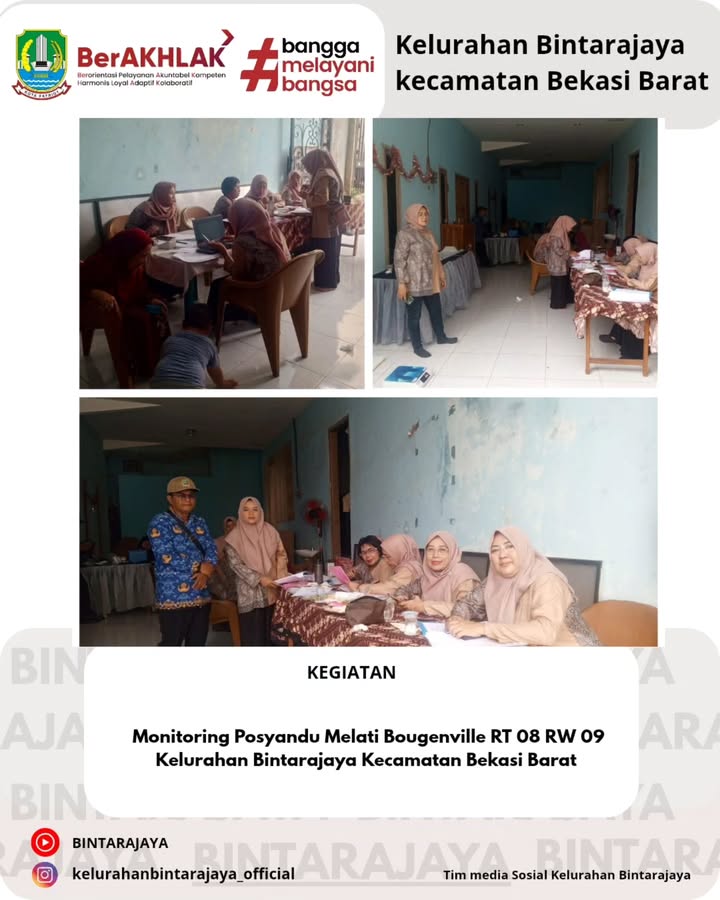 BerAKHLAK
Berorientasi Pelayanan Akuntabel Kompeten
Harmonis Loyal Adaptif Kolaboratif
#bangga
melayani
bangsa
Kelurahan Bintarajaya
kecamatan Bekasi Barat
KEGIATAN
Monitoring Posyandu Melati Bougenville RT 08 RW 09
Kelurahan Bintarajaya Kecamatan Bekasi Barat
BINTARAJAYA
kelurahanbintarajaya_official
Tim media Sosial Kelurahan Bintarajaya
BINTARAJAYA